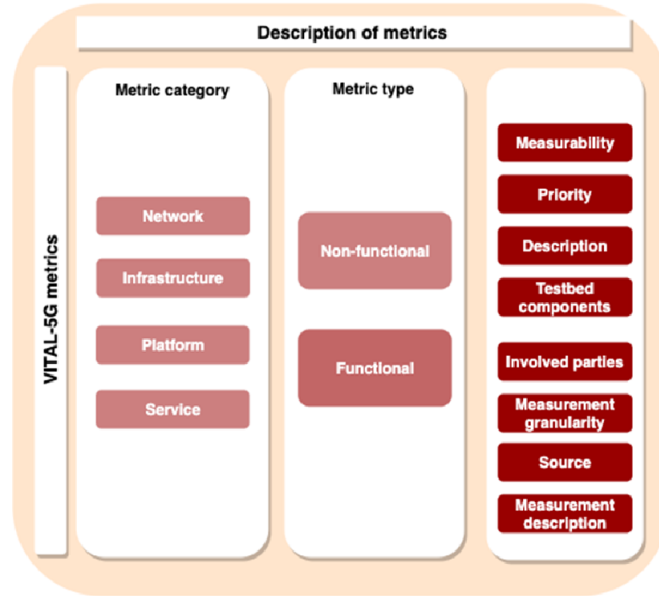 Description of metrics
VITAL-5G metrics
Metric category
Network
Infrastructure
Platform
Service
Metric type
Non-functional
Functional
Measurability
Priority
Description
Testbed
components
Involved parties
Measurement
granularity
Source
Measurement
description